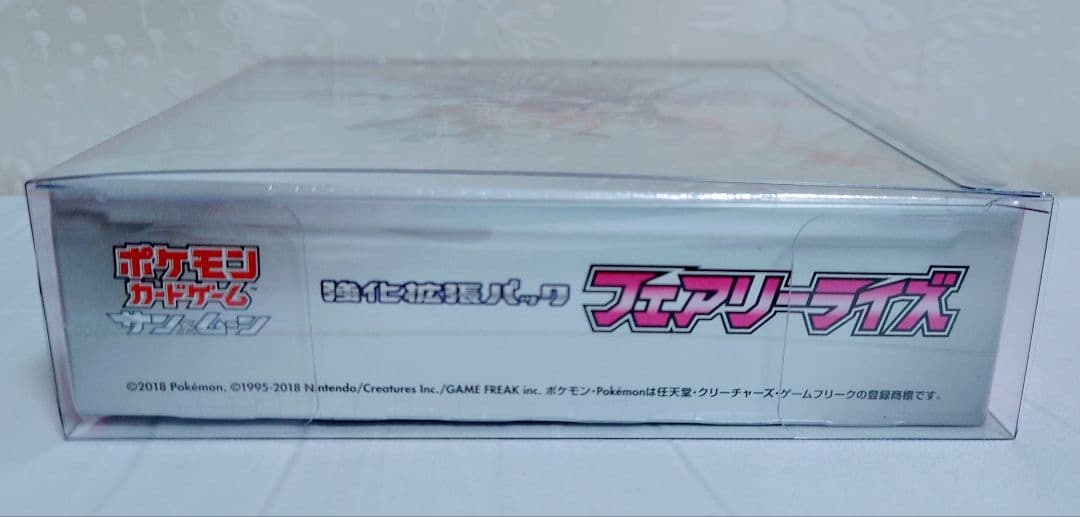 ポケモン
カードゲーム™
サン&ムーン
強化拡張パック
フェアリーライズ
©2018 Pokémon. ©1995-2018 Nintendo/Creatures Inc./GAME FREAK inc. ポケモン・Pokémonは任天堂・クリーチャーズ・ゲームフリークの登録商標です。